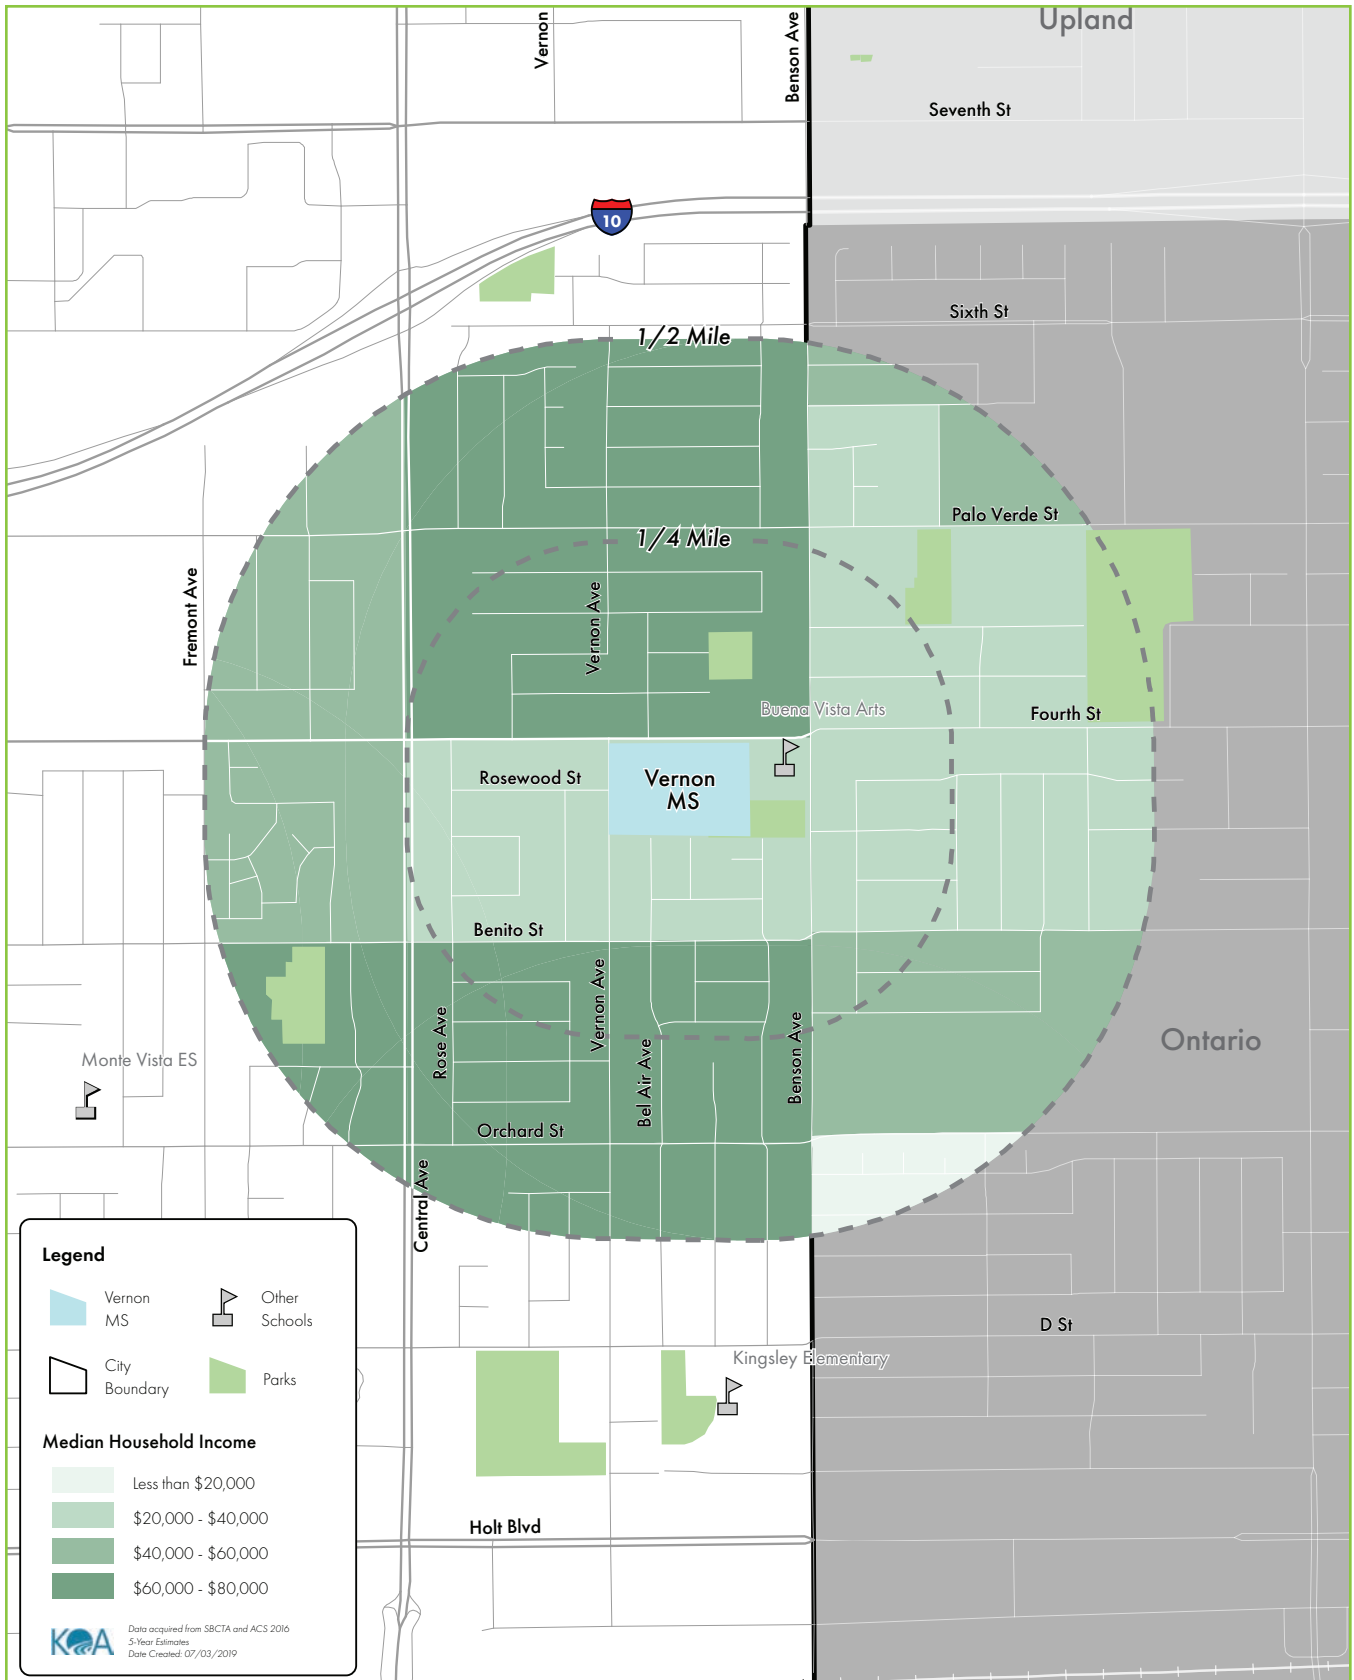 Upland
Vernon
Benson Ave
Seventh St
10
Sixth St
1/2 Mile
Palo Verde St
1/4 Mile
Fremont Ave
Vernon Ave
Buena Vista Arts
Fourth St
Rosewood St
Vernon
MS
Benito St
Vernon Ave
Rose Ave
Bel Air Ave
Benson Ave
Ontario
Monte Vista ES
Orchard St
Central Ave
D St
Kingsley Elementary
Holt Blvd
Legend
Vernon
MS
Other
Schools
City
Boundary
Parks
Median Household Income
Less than $20,000
$20,000 - $40,000
$40,000 - $60,000
$60,000 - $80,000
KOA
Data acquired from SBCTA and ACS 2016
5-Year Estimates
Date Created: 07/03/2019